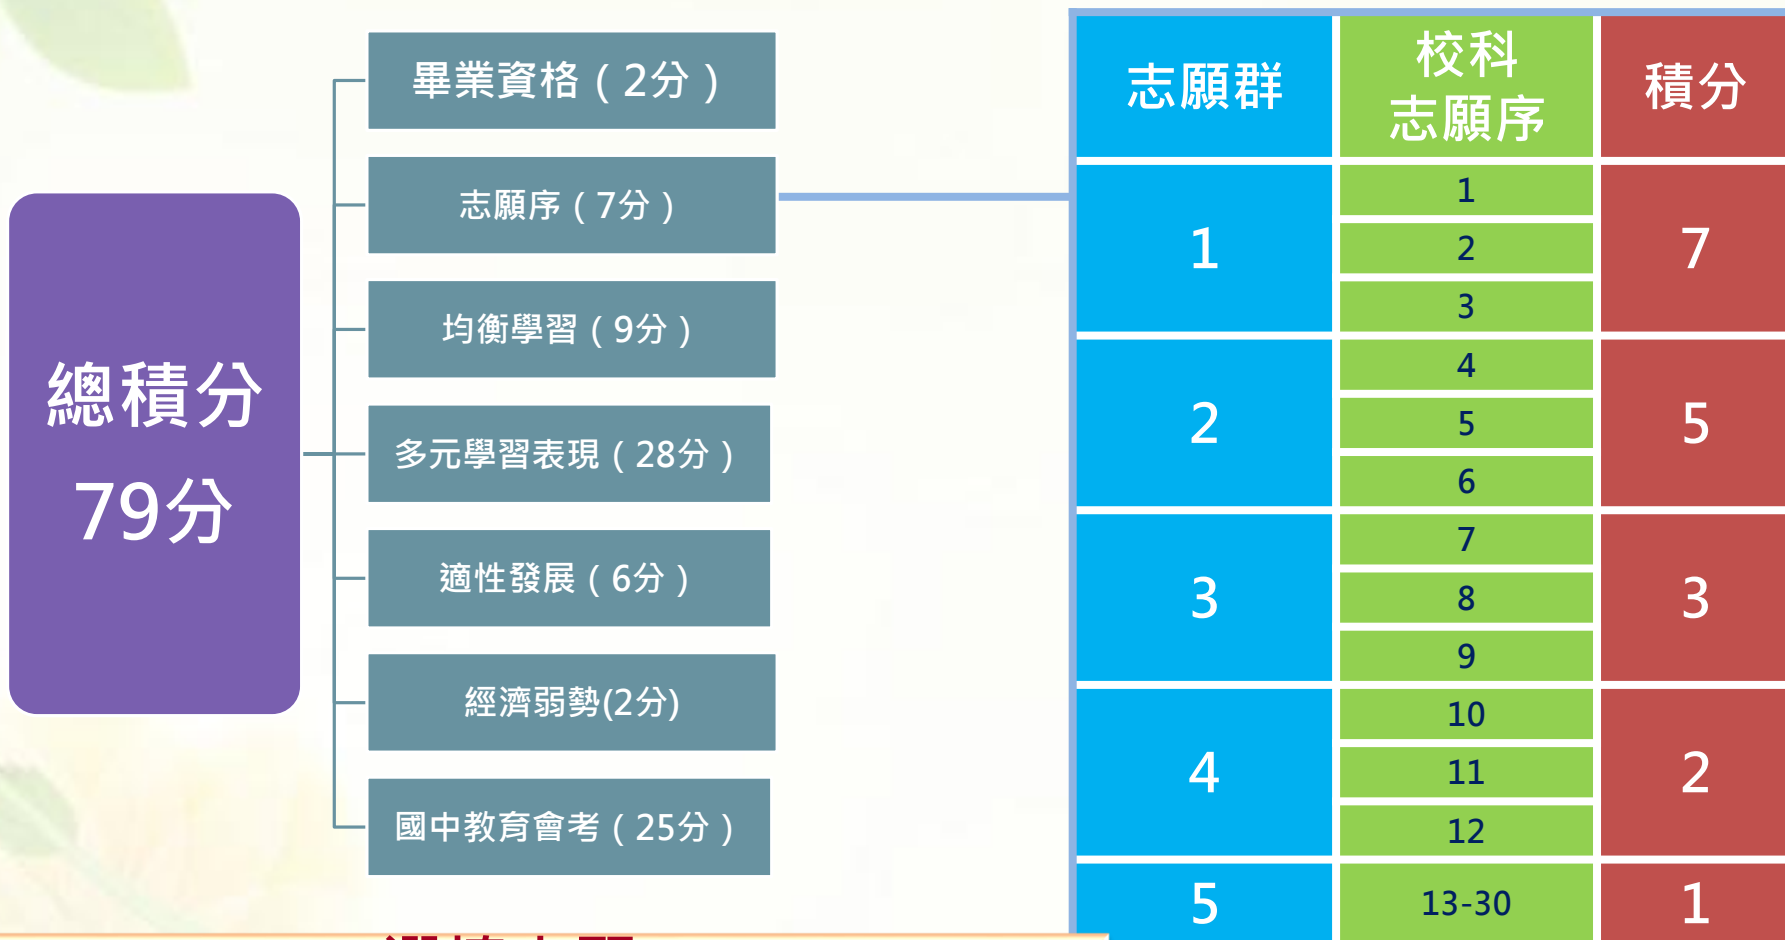 總積分
79分
畢業資格（2分）
志願序（7分）
均衡學習（9分）
多元學習表現（28分）
適性發展（6分）
經濟弱勢(2分)
國中教育會考（25分）
志願群
校科
志願序
積分
1
1
2
3
7
2
4
5
6
5
3
7
8
9
3
4
10
11
12
2
5
13-30
1